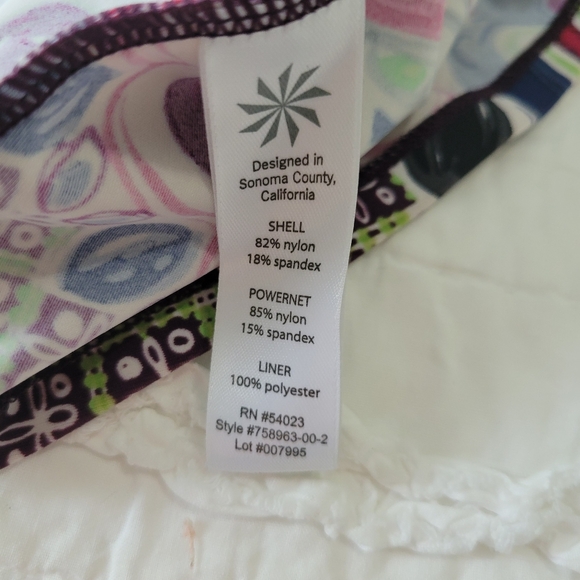 Designed in
Sonoma County,
California
SHELL
82% nylon
18% spandex
POWERNET
85% nylon
15% spandex
LINER
100% polyester
RN #54023
Style #758963-00-2
Lot #007995